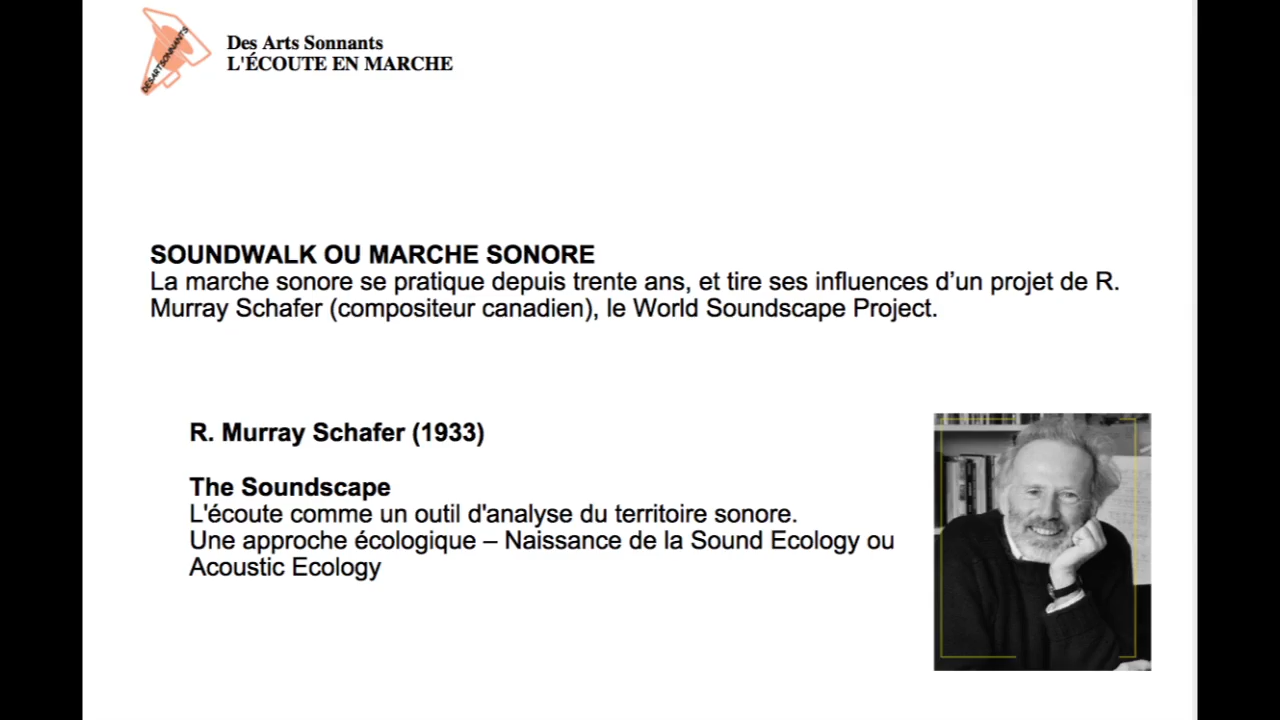 DESARTSONNANTS
Des Arts Sonnants
L'ÉCOUTE EN MARCHE
SOUNDWALK OU MARCHE SONORE
La marche sonore se pratique depuis trente ans, et tire ses influences d’un projet de R.
Murray Schafer (compositeur canadien), le World Soundscape Project.
R. Murray Schafer (1933)
The Soundscape
L'écoute comme un outil d'analyse du territoire sonore.
Une approche écologique – Naissance de la Sound Ecology ou
Acoustic Ecology